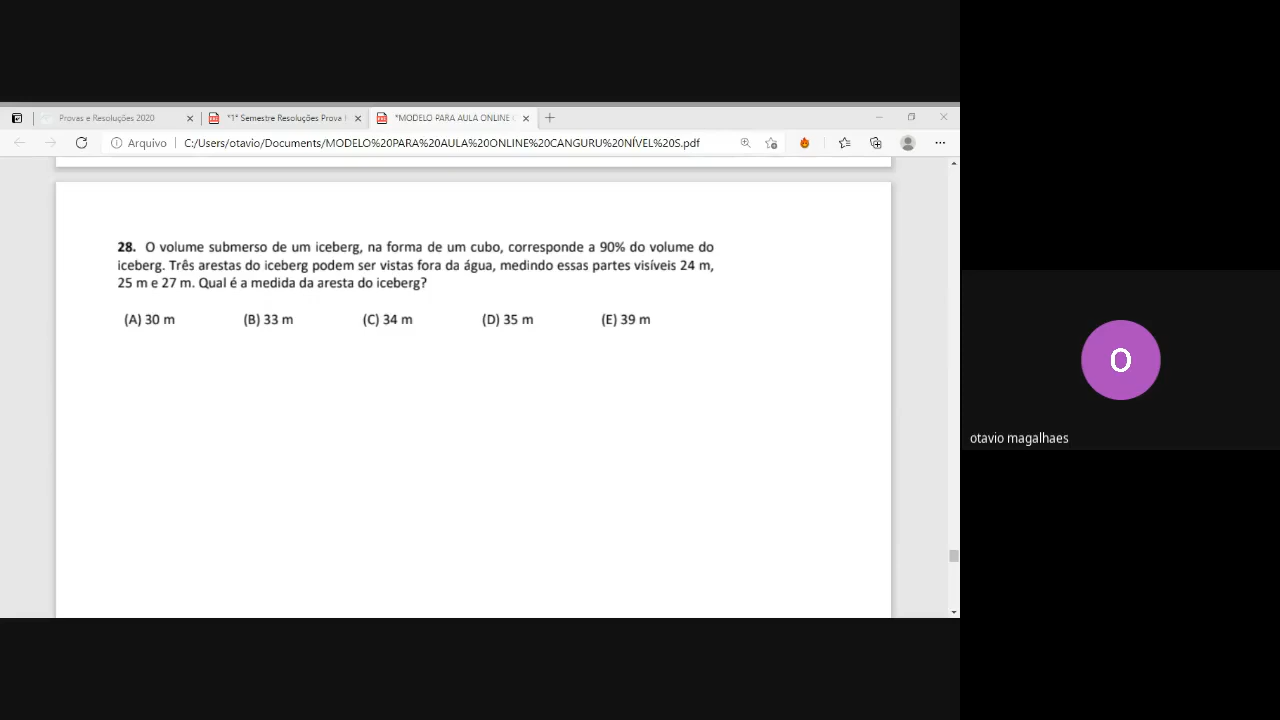 Provas e Resoluções 2020
*1° Semestre Resoluções Prova
*MODELO PARA AULA ONLINE
Arquivo
C:/Users/otavio/Documents/MODELO%20PARA%20AULA%20ONLINE%20CANGURU%20NÍVEL%20S.pdf
28. O volume submerso de um iceberg, na forma de um cubo, corresponde a 90% do volume do
iceberg. Três arestas do iceberg podem ser vistas fora da água, medindo essas partes visíveis 24 m,
25 m e 27 m. Qual é a medida da aresta do iceberg?
(A) 30 m (B) 33 m (C) 34 m (D) 35 m (E) 39 m
O
otavio magalhaes